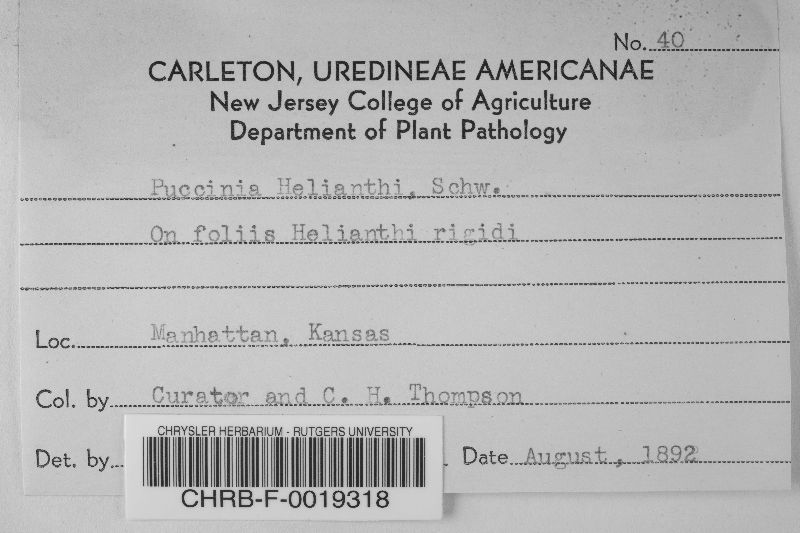 No. 40
CARLETON, UREDINEAE AMERICANAE
New Jersey College of Agriculture
Department of Plant Pathology
Puccinia Helianthi, Schw.
On foliis Helianthi rigidi
Loc. Manhattan, Kansas
Col. by Curator and C. H. Thompson
Det. by Date August, 1892
CHRYSLER HERBARIUM - RUTGERS UNIVERSITY
CHRB-F-0019318